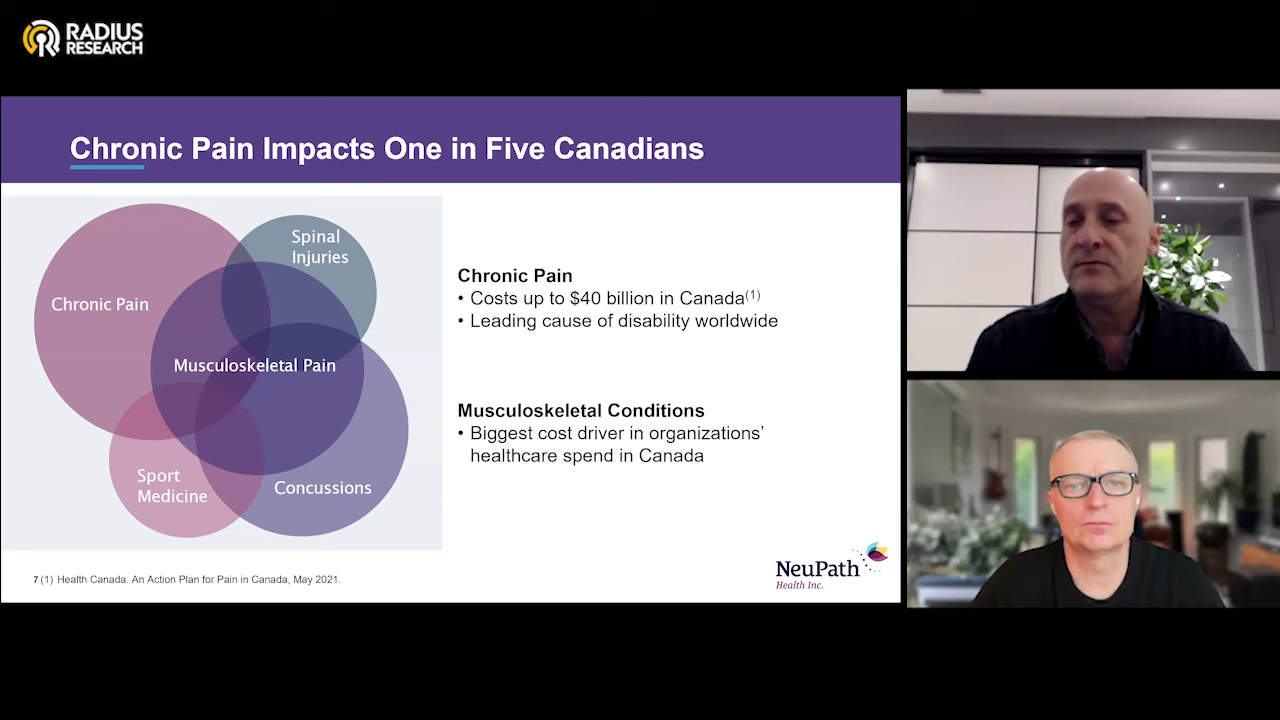 RADIUS
RESEARCH
Chronic Pain Impacts One in Five Canadians
Spinal
Injuries
Chronic Pain
Musculoskeletal Pain
Sport
Medicine
Concussions
Chronic Pain
• Costs up to $40 billion in Canada(1)
• Leading cause of disability worldwide
Musculoskeletal Conditions
• Biggest cost driver in organizations’
healthcare spend in Canada
7 (1) Health Canada. An Action Plan for Pain in Canada, May 2021.
NeuPath
Health Inc.